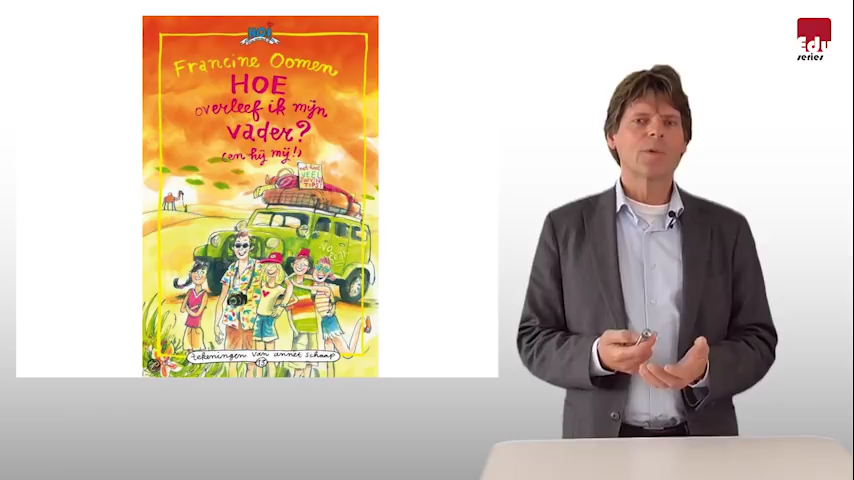 Francine Oomen
HOE
overleef ik mijn
vader?
(en hij mij!)
VEEL
tekeningen van annet schaap
Edu
series